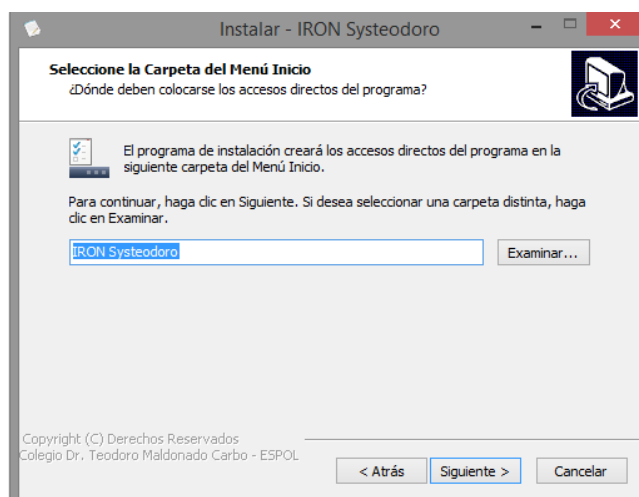 Instalar - IRON Systeodoro
Seleccione la Carpeta del Menú Inicio
¿Dónde deben colocarse los accesos directos del programa?
El programa de instalación creará los accesos directos del programa en la
siguiente carpeta del Menú Inicio.
Para continuar, haga clic en Siguiente. Si desea seleccionar una carpeta distinta, haga
clic en Examinar.
IRON Systeodoro
Examinar...
Copyright (C) Derechos Reservados
Colegio Dr. Teodoro Maldonado Carbo - ESPOL
< Atrás
Siguiente >
Cancelar